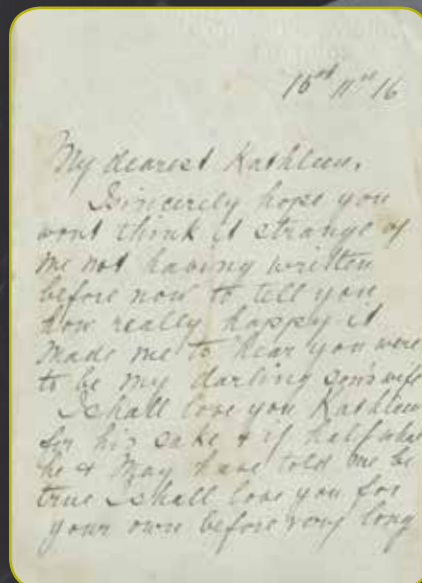 11 16
My dearest Kathleen,
I sincerely hope you
wont think it strange of
me not having written
before now to tell you
how really happy it
made me to hear you were
to be my darling son's wife
I shall love you Kathleen
for his sake & if half what
he & May have told me be
true I shall love you for
your own before very long